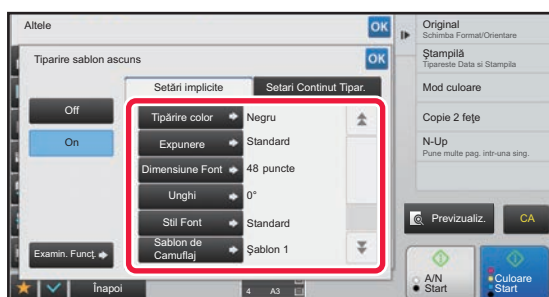 Altele
OK
Tiparire sablon ascuns
OK
Setări implicite
Setari Continut Tipar.
Off
On
Tipărire color
Negru
Expunere
Standard
Dimensiune Font
48 puncte
Unghi
0°
Stil Font
Standard
Sablon de
Camuflaj
Şablon 1
Examin. Funcţ.
Înapoi
4 A3
Original
Schimba Format/Orientare
Ştampilă
Tipareste Data si Stampila
Mod culoare
Copie 2 feţe
N-Up
Pune multe pag. intr-una sing.
Previzualiz.
CA
A/N
Start
Culoare
Start